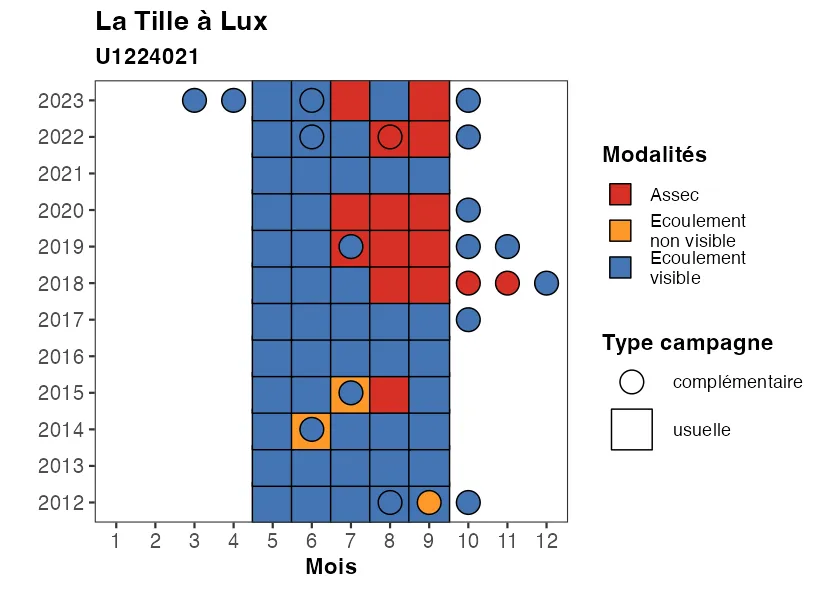 La Tille à Lux
U1224021
2023
2022
2021
2020
2019
2018
2017
2016
2015
2014
2013
2012
1 2 3 4 5 6 7 8 9 10 11 12
Mois
Modalités
Assec
Ecoulement
non visible
Ecoulement
visible
Type campagne
complémentaire
usuelle